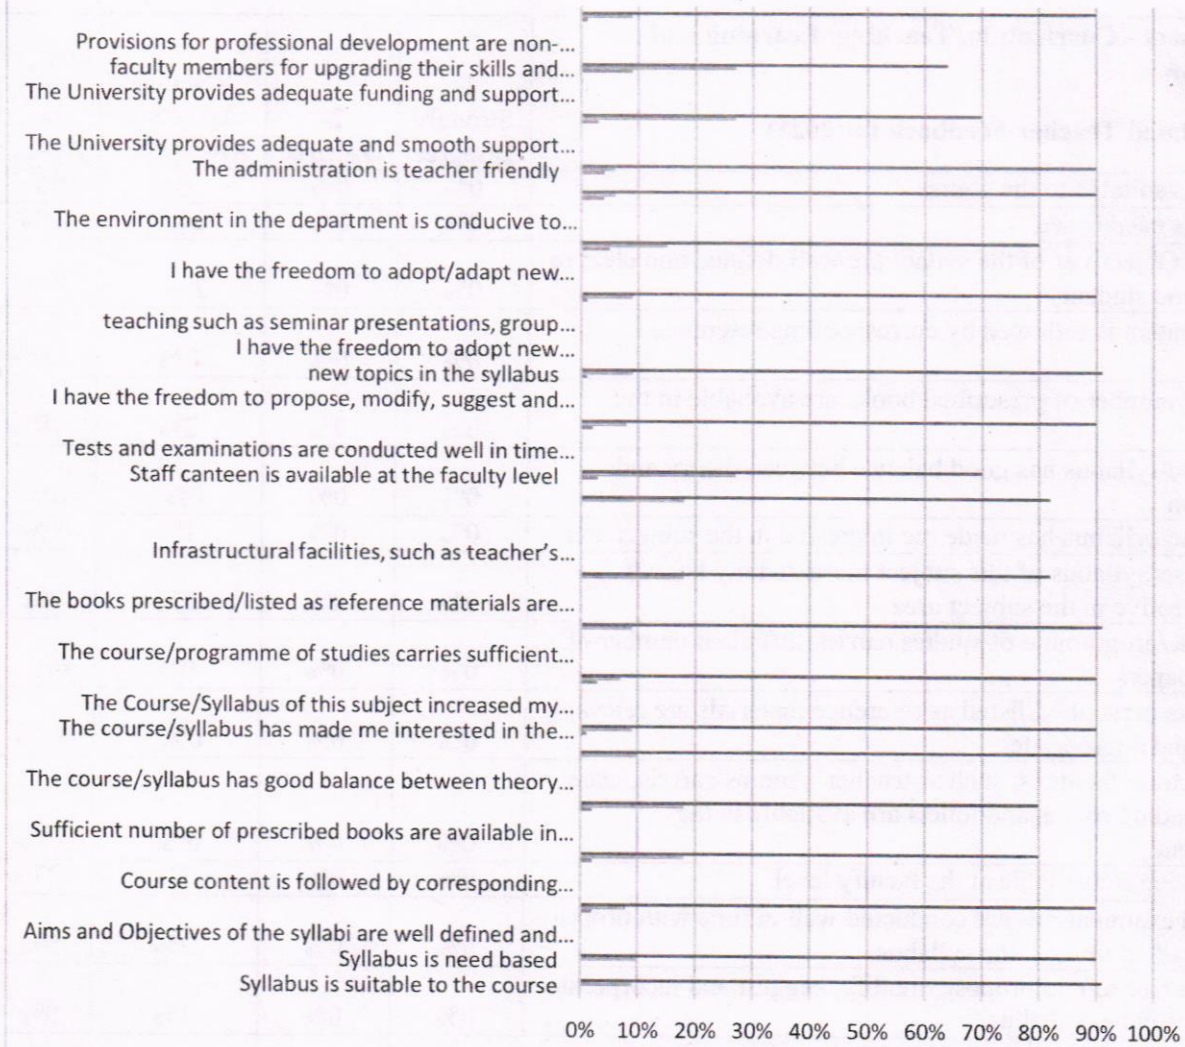 Provisions for professional development are non-...
faculty members for upgrading their skills and...
The University provides adequate funding and support...
The University provides adequate and smooth support...
The administration is teacher friendly
The environment in the department is conducive to...
I have the freedom to adopt/adapt new...
teaching such as seminar presentations, group...
I have the freedom to adopt new...
new topics in the syllabus
I have the freedom to propose, modify, suggest and...
Tests and examinations are conducted well in time...
Staff canteen is available at the faculty level
Infrastructural facilities, such as teacher's...
The books prescribed/listed as reference materials are...
The course/programme of studies carries sufficient...
The Course/Syllabus of this subject increased my...
The course/syllabus has made me interested in the...
The course/syllabus has good balance between theory...
Sufficient number of prescribed books are available in...
Course content is followed by corresponding...
Aims and Objectives of the syllabi are well defined and...
Syllabus is need based
Syllabus is suitable to the course
0% 10% 20% 30% 40% 50% 60% 70% 80% 90% 100%